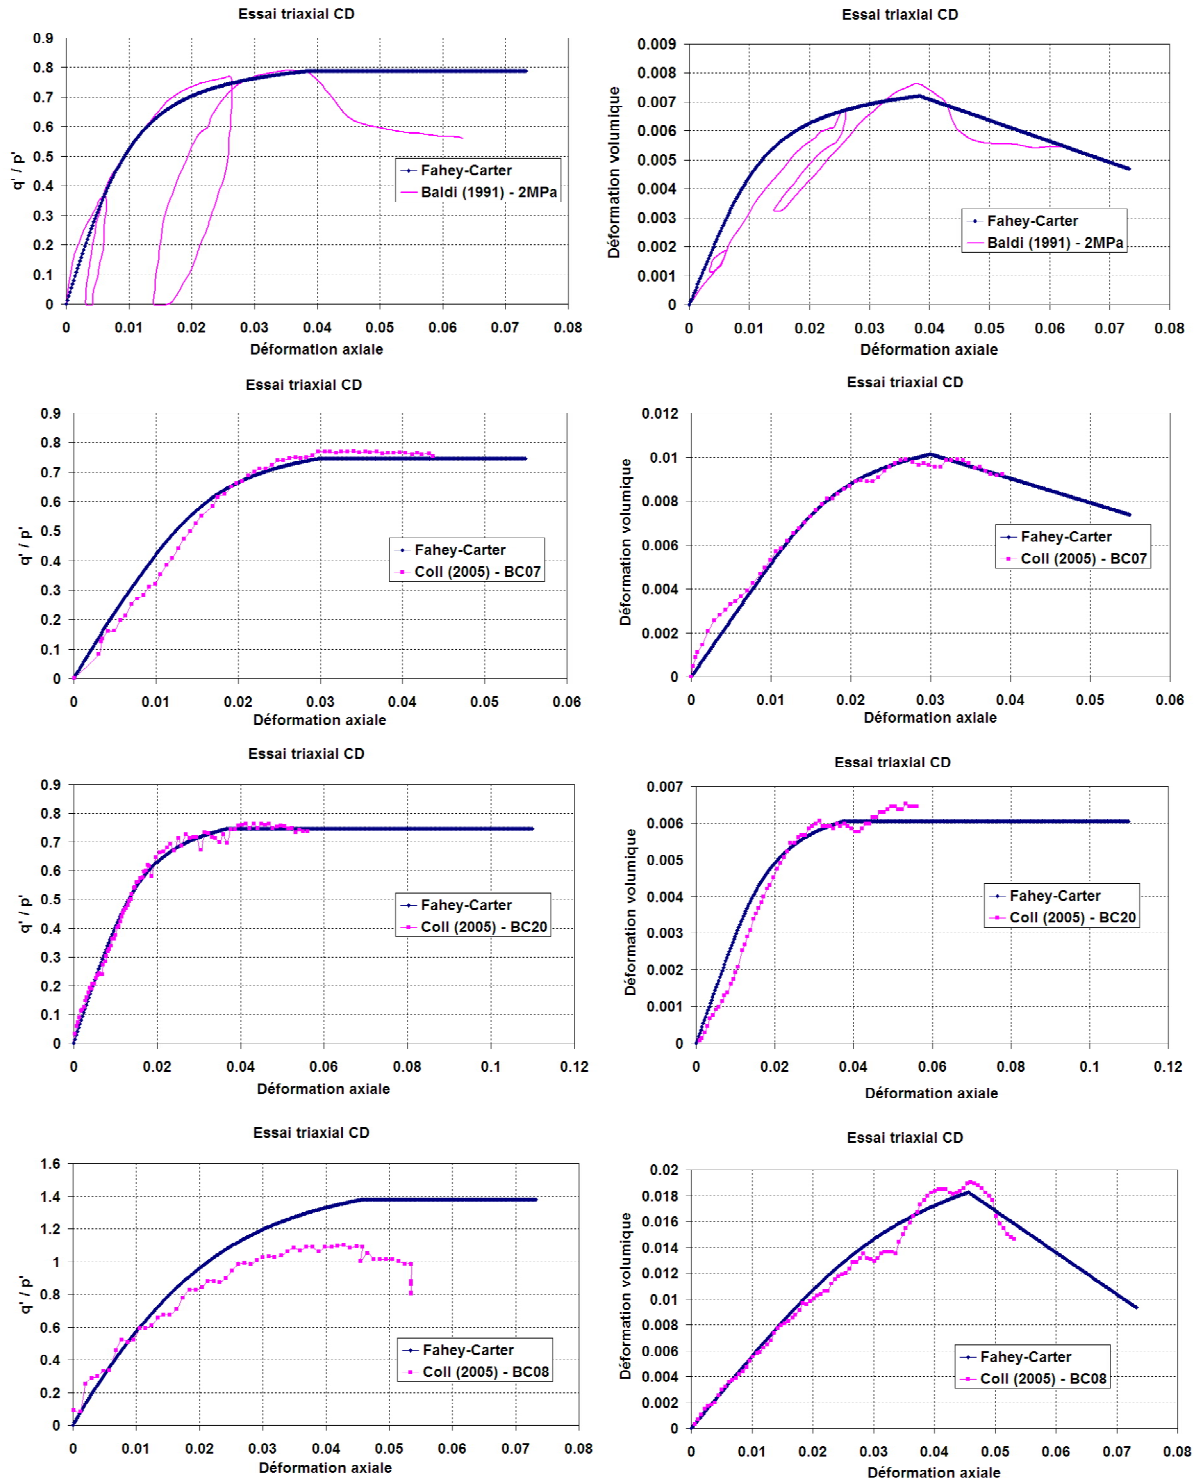 Essai triaxial CD
0.9
0.8
0.7
0.6
0.5
0.4
0.3
0.2
0.1
0
q' / p'
0 0.01 0.02 0.03 0.04 0.05 0.06 0.07 0.08
Déformation axiale
Fahey-Carter
Baldi (1991) - 2MPa
Essai triaxial CD
0.009
0.008
0.007
0.006
0.005
0.004
0.003
0.002
0.001
0
Déformation volumique
0 0.01 0.02 0.03 0.04 0.05 0.06 0.07 0.08
Déformation axiale
Fahey-Carter
Baldi (1991) - 2MPa
Essai triaxial CD
0.9
0.8
0.7
0.6
0.5
0.4
0.3
0.2
0.1
0
q' / p'
0 0.01 0.02 0.03 0.04 0.05 0.06
Déformation axiale
Fahey-Carter
Coll (2005) - BC07
Essai triaxial CD
0.012
0.01
0.008
0.006
0.004
0.002
0
Déformation volumique
0 0.01 0.02 0.03 0.04 0.05 0.06
Déformation axiale
Fahey-Carter
Coll (2005) - BC07
Essai triaxial CD
0.9
0.8
0.7
0.6
0.5
0.4
0.3
0.2
0.1
0
q' / p'
0 0.02 0.04 0.06 0.08 0.1 0.12
Déformation axiale
Fahey-Carter
Coll (2005) - BC20
Essai triaxial CD
0.007
0.006
0.005
0.004
0.003
0.002
0.001
0
Déformation volumique
0 0.02 0.04 0.06 0.08 0.1 0.12
Déformation axiale
Fahey-Carter
Coll (2005) - BC20
Essai triaxial CD
1.6
1.4
1.2
1
0.8
0.6
0.4
0.2
0
q' / p'
0 0.01 0.02 0.03 0.04 0.05 0.06 0.07 0.08
Déformation axiale
Fahey-Carter
Coll (2005) - BC08
Essai triaxial CD
0.02
0.018
0.016
0.014
0.012
0.01
0.008
0.006
0.004
0.002
0
Déformation volumique
0 0.01 0.02 0.03 0.04 0.05 0.06 0.07 0.08
Déformation axiale
Fahey-Carter
Coll (2005) - BC08